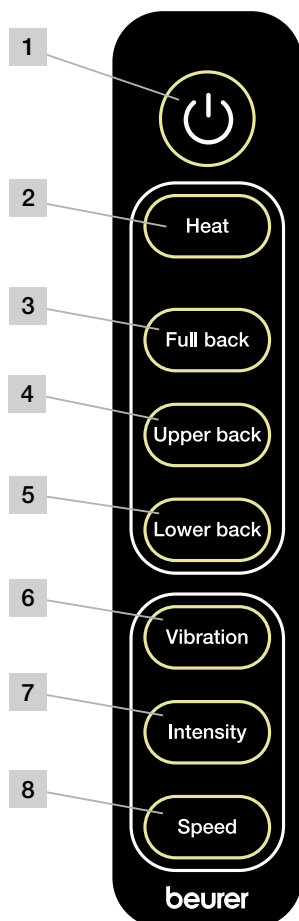 1
2
Heat
3
Full back
4
Upper back
5
Lower back
6
Vibration
7
Intensity
8
Speed
beurer